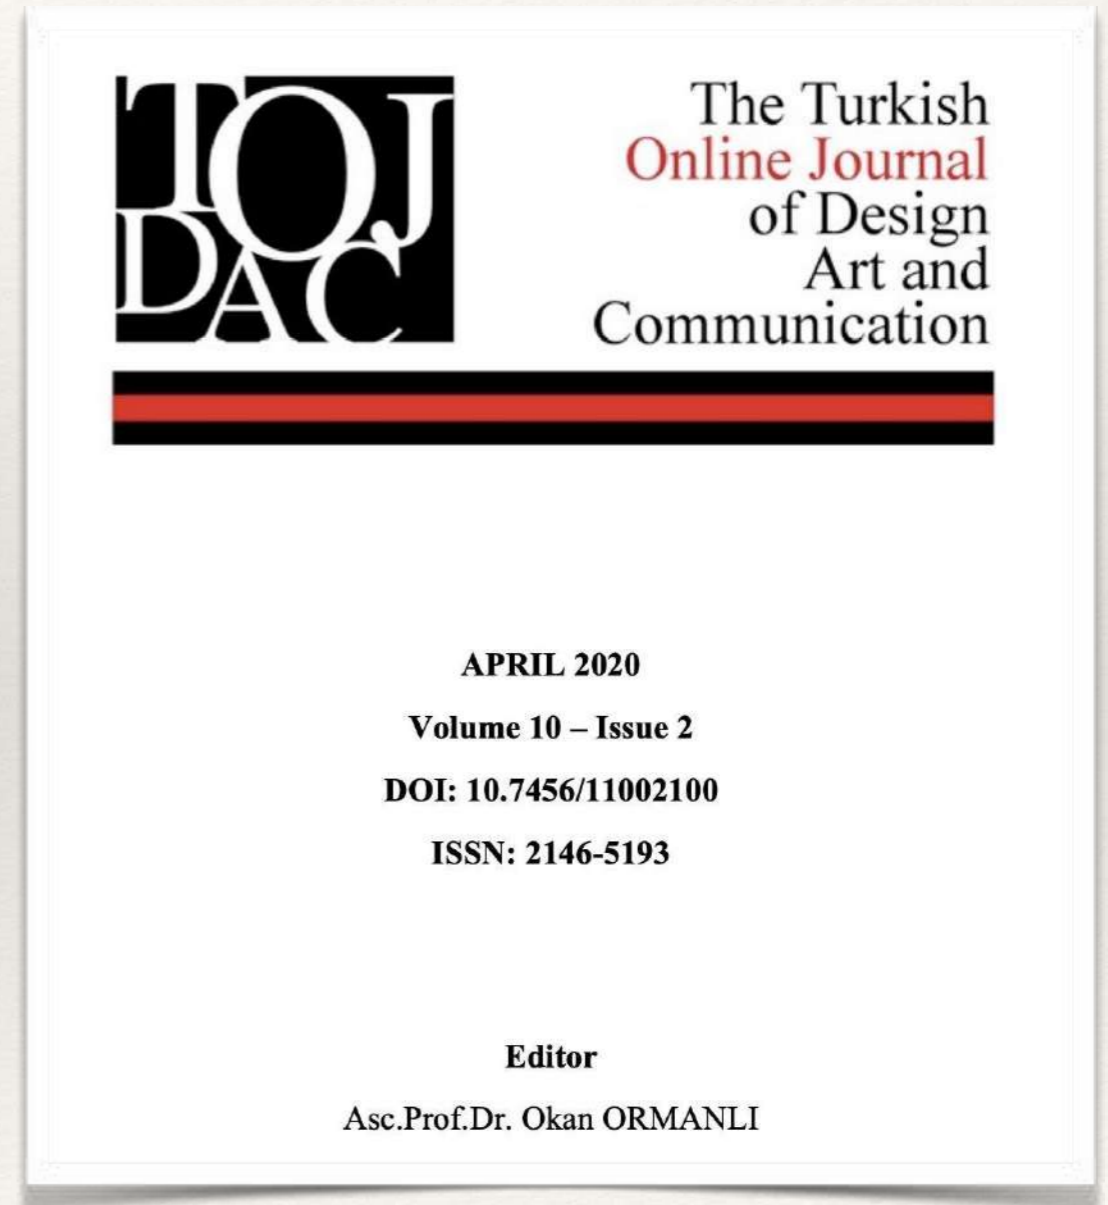 TOJ
DAC
The Turkish
Online Journal
of Design
Art and
Communication
APRIL 2020
Volume 10 – Issue 2
DOI: 10.7456/11002100
ISSN: 2146-5193
Editor
Asc.Prof.Dr. Okan ORMANLI